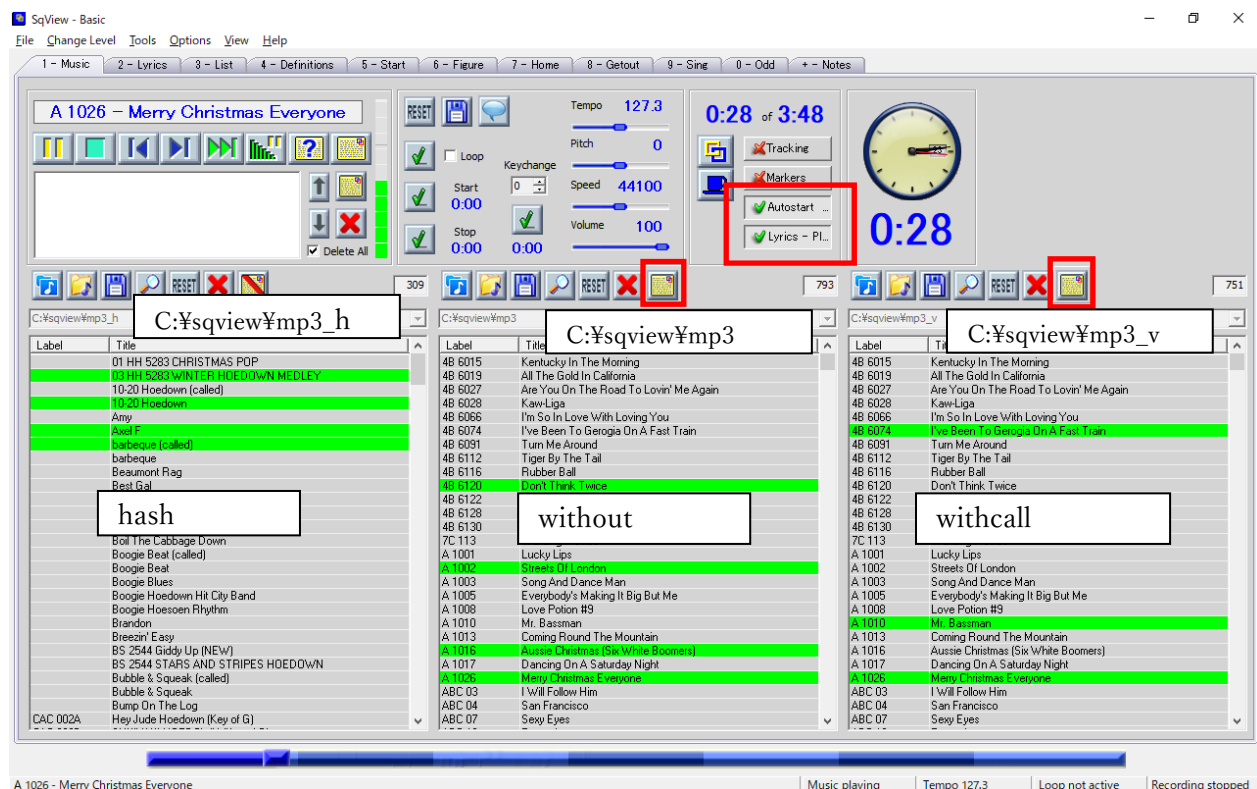 SqView - Basic
File Change Level Tools Options View Help
1 - Music 2 - Lyrics 3 - List 4 - Definitions 5 - Start 6 - Figure 7 - Home 8 - Getout 9 - Sing 0 - Odd + - Notes
A 1026 - Merry Christmas Everyone
Delete All
RESET
Tempo 127.3
Pitch 0
Loop
Keychange
Start 0 Speed 44100
0:00
Stop Volume 100
0:00 0:00
0:28 of 3:48
Tracking
Markers
Autostart ...
Lyrics - Pl...
0:28
RESET 309 RESET 793 RESET 751
C:¥sqview¥mp3_h C:¥sqview¥mp3 C:¥sqview¥mp3_v
C:¥sqview¥mp3_h C:¥sqview¥mp3 C:¥sqview¥mp3_v
Label Title Label Title Label
01 HH 5283 CHRISTMAS POP 4B 6015 Kentucky In The Morning 4B 6015 Kentucky In The Morning
03 HH 5283 WINTER HOEDOWN MEDLEY 4B 6019 All The Gold In California 4B 6019 All The Gold In California
10-20 Hoedown (called) 4B 6027 Are You On The Road To Lovin' Me Again 4B 6027 Are You On The Road To Lovin' Me Again
10-20 Hoedown 4B 6028 Kaw-Liga 4B 6028 Kaw-Liga
Amy 4B 6066 I'm So In Love With Loving You 4B 6066 I'm So In Love With Loving You
Axel F 4B 6074 I've Been To Gerogia On A Fast Train 4B 6074 I've Been To Gerogia On A Fast Train
barbeque (called) 4B 6091 Turn Me Around 4B 6091 Turn Me Around
barbeque 4B 6112 Tiger By The Tail 4B 6112 Tiger By The Tail
Beaumont Rag 4B 6116 Rubber Ball 4B 6116 Rubber Ball
Best Gal 4B 6120 Don't Think Twice 4B 6120 Don't Think Twice
4B 6122 4B 6122
hash 4B 6128 without 4B 6128 withcall
4B 6130 4B 6130
Boil The Cabbage Down 7C 113 7C 113
Boogie Beat (called) A 1001 Lucky Lips A 1001 Lucky Lips
Boogie Beat A 1002 Streets Of London A 1002 Streets Of London
Boogie Blues A 1003 Song And Dance Man A 1003 Song And Dance Man
Boogie Hoedown Hit City Band A 1005 Everybody's Making It Big But Me A 1005 Everybody's Making It Big But Me
Boogie Hoesoen Rhythm A 1008 Love Potion #9 A 1008 Love Potion #9
Brandon A 1010 Mr. Bassman A 1010 Mr. Bassman
Breezin' Easy A 1013 Coming Round The Mountain A 1013 Coming Round The Mountain
BS 2544 Giddy Up (NEW) A 1016 Aussie Christmas (Six White Boomers) A 1016 Aussie Christmas (Six White Boomers)
BS 2544 STARS AND STRIPES HOEDOWN A 1017 Dancing On A Saturday Night A 1017 Dancing On A Saturday Night
Bubble & Squeak (called) A 1026 Merry Christmas Everyone A 1026 Merry Christmas Everyone
Bubble & Squeak ABC 03 I Will Follow Him ABC 03 I Will Follow Him
Bump On The Log ABC 04 San Francisco ABC 04 San Francisco
CAC 002A Hey Jude Hoedown (Key of G) ABC 07 Sexy Eyes ABC 07 Sexy Eyes
A 1026 - Merry Christmas Everyone Music playing Tempo 127.3 Loop not active Recording stopped